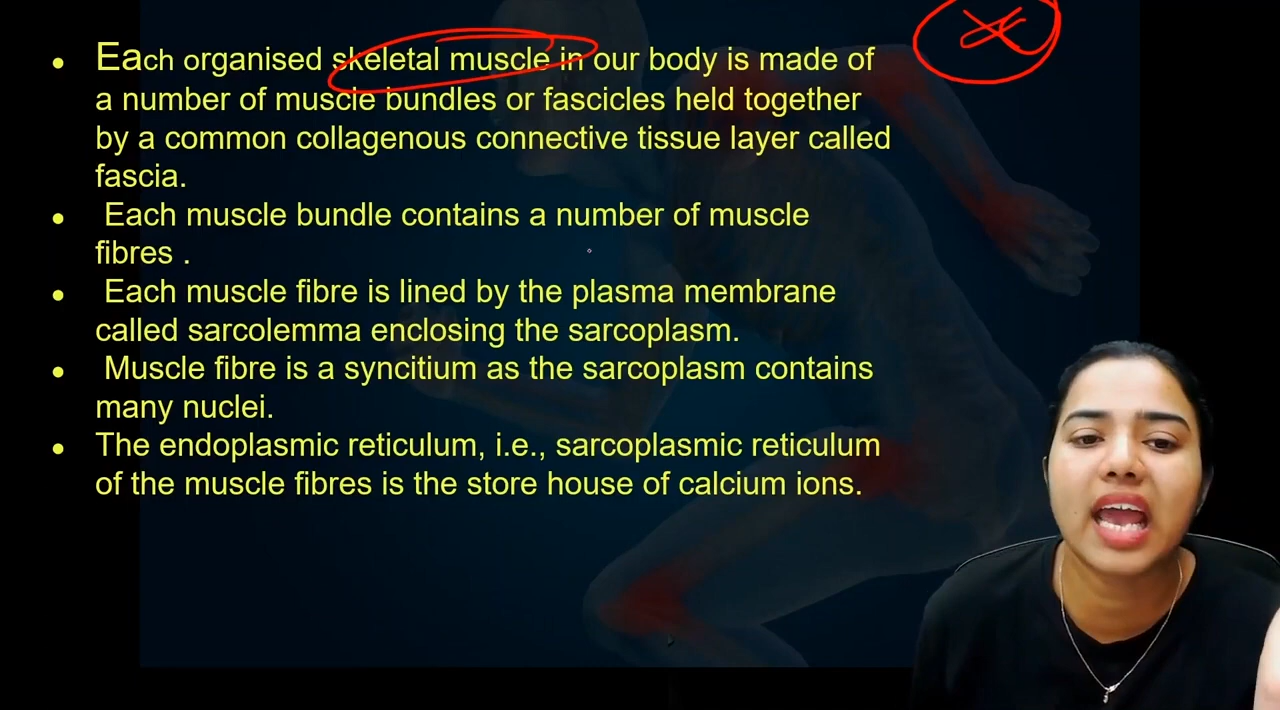 Each organised skeletal muscle in our body is made of
a number of muscle bundles or fascicles held together
by a common collagenous connective tissue layer called
fascia.
Each muscle bundle contains a number of muscle
fibres .
Each muscle fibre is lined by the plasma membrane
called sarcolemma enclosing the sarcoplasm.
Muscle fibre is a syncitium as the sarcoplasm contains
many nuclei.
The endoplasmic reticulum, i.e., sarcoplasmic reticulum
of the muscle fibres is the store house of calcium ions.